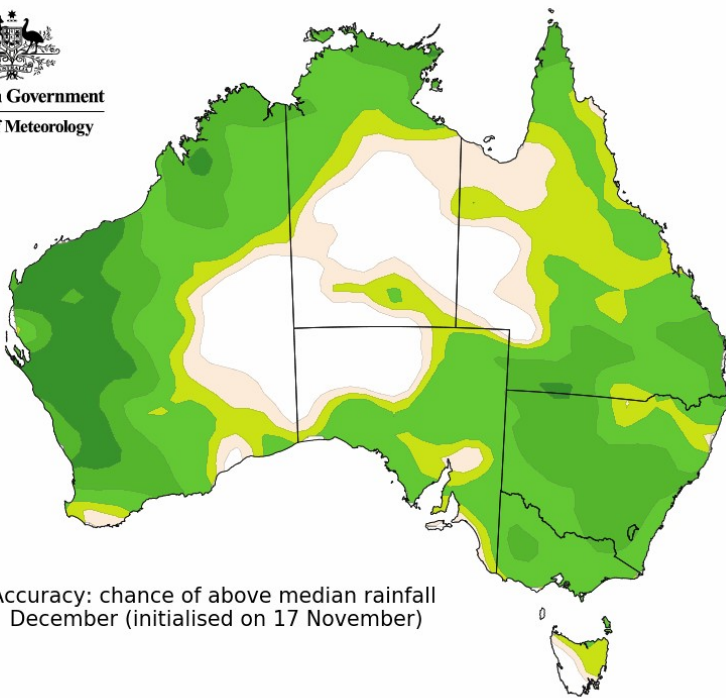 Government
Meteorology
Accuracy: chance of above median rainfall
December (initialised on 17 November)